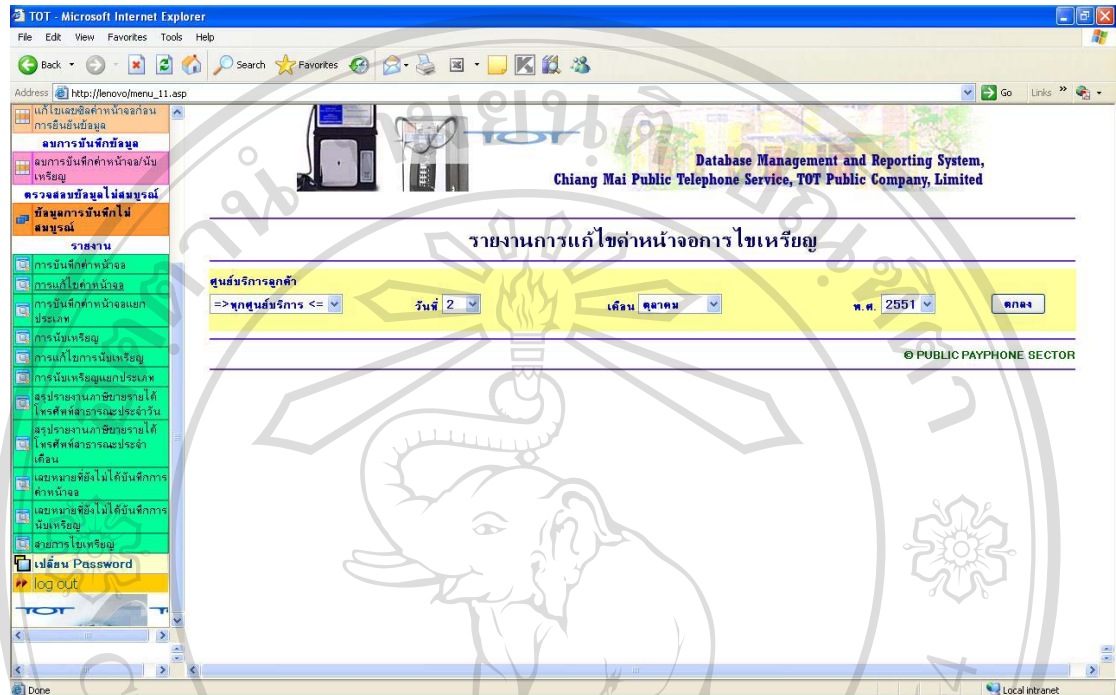 TOT - Microsoft Internet Explorer
File Edit View Favorites Tools Help
Back Search Favorites
Address http://lenovo/menu_11.asp Go Links »
แก้ไขเลขซิลค่าหน้าจอก่อน
การยืนยันข้อมูล
ลบการบันทึกข้อมูล
ลบการบันทึกค่าหน้าจอ/นับ
เหรียญ
ตรวจสอบข้อมูลไม่สมบูรณ์
ข้อมูลการบันทึกไม่
สมบูรณ์
รายงาน
การบันทึกค่าหน้าจอ
การแก้ไขค่าหน้าจอ
การบันทึกค่าหน้าจอแยก
ประเภท
การนับเหรียญ
การแก้ไขการนับเหรียญ
การนับเหรียญแยกประเภท
สรุปรายงานภาษีขายรายได้
โทรศัพท์สาธารณะประจำวัน
สรุปรายงานภาษีขายรายได้
โทรศัพท์สาธารณะประจำ
เดือน
เลขหมายที่ยังไม่ได้บันทึกการ
ค่าหน้าจอ
เลขหมายที่ยังไม่ได้บันทึกการ
นับเหรียญ
สายการไขเหรียญ
เปลี่ยน Password
log out
TOT
TOT
Database Management and Reporting System,
Chiang Mai Public Telephone Service, TOT Public Company, Limited
รายงานการแก้ไขค่าหน้าจอการไขเหรียญ
ศูนย์บริการลูกค้า
=>ทุกศูนย์บริการ <= วันที่ 2 เดือน ตุลาคม พ.ศ. 2551 ตกลง
© PUBLIC PAYPHONE SECTOR
Done Local intranet